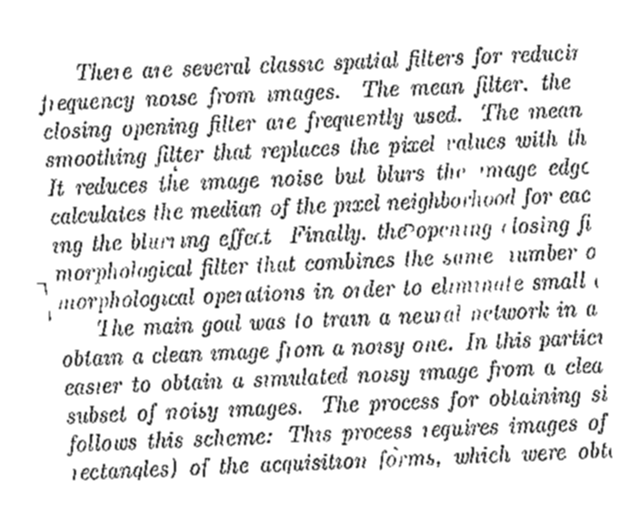 There are several classic spatial filters for reducin
frequency noise from images. The mean filter, the
closing opening filter are frequently used. The mean
smoothing filter that replaces the pixel values with th
It reduces the image noise but blurs the image edge
calculates the median of the pixel neighborhood for eac
ing the blurring effect. Finally, the opening closing fi
morphological filter that combines the same number o
morphological operations in order to eliminate small
The main goal was to train a neural network in a
obtain a clean image from a noisy one. In this partic
easier to obtain a simulated noisy image from a clea
subset of noisy images. The process for obtaining si
follows this scheme: This process requires images of
rectangles) of the acquisition forms, which were obt